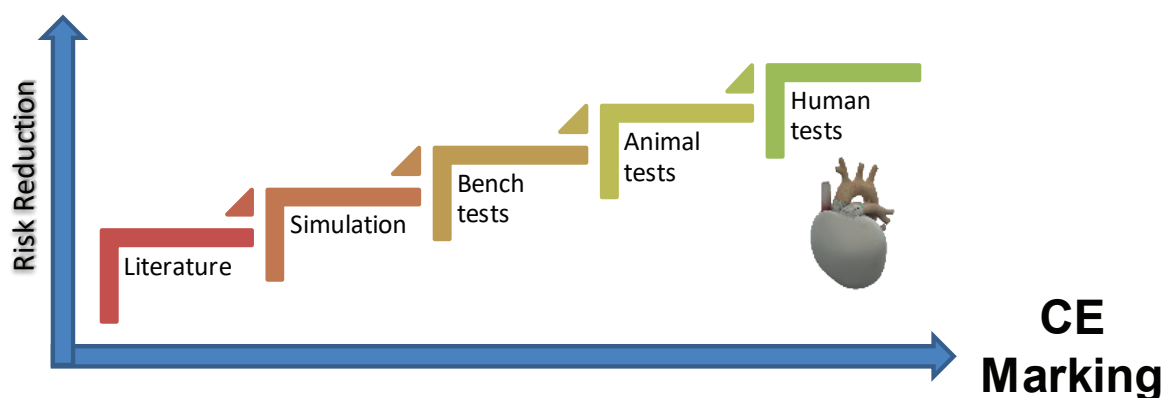 Risk Reduction
Literature
Simulation
Bench
tests
Animal
tests
Human
tests
CE
Marking